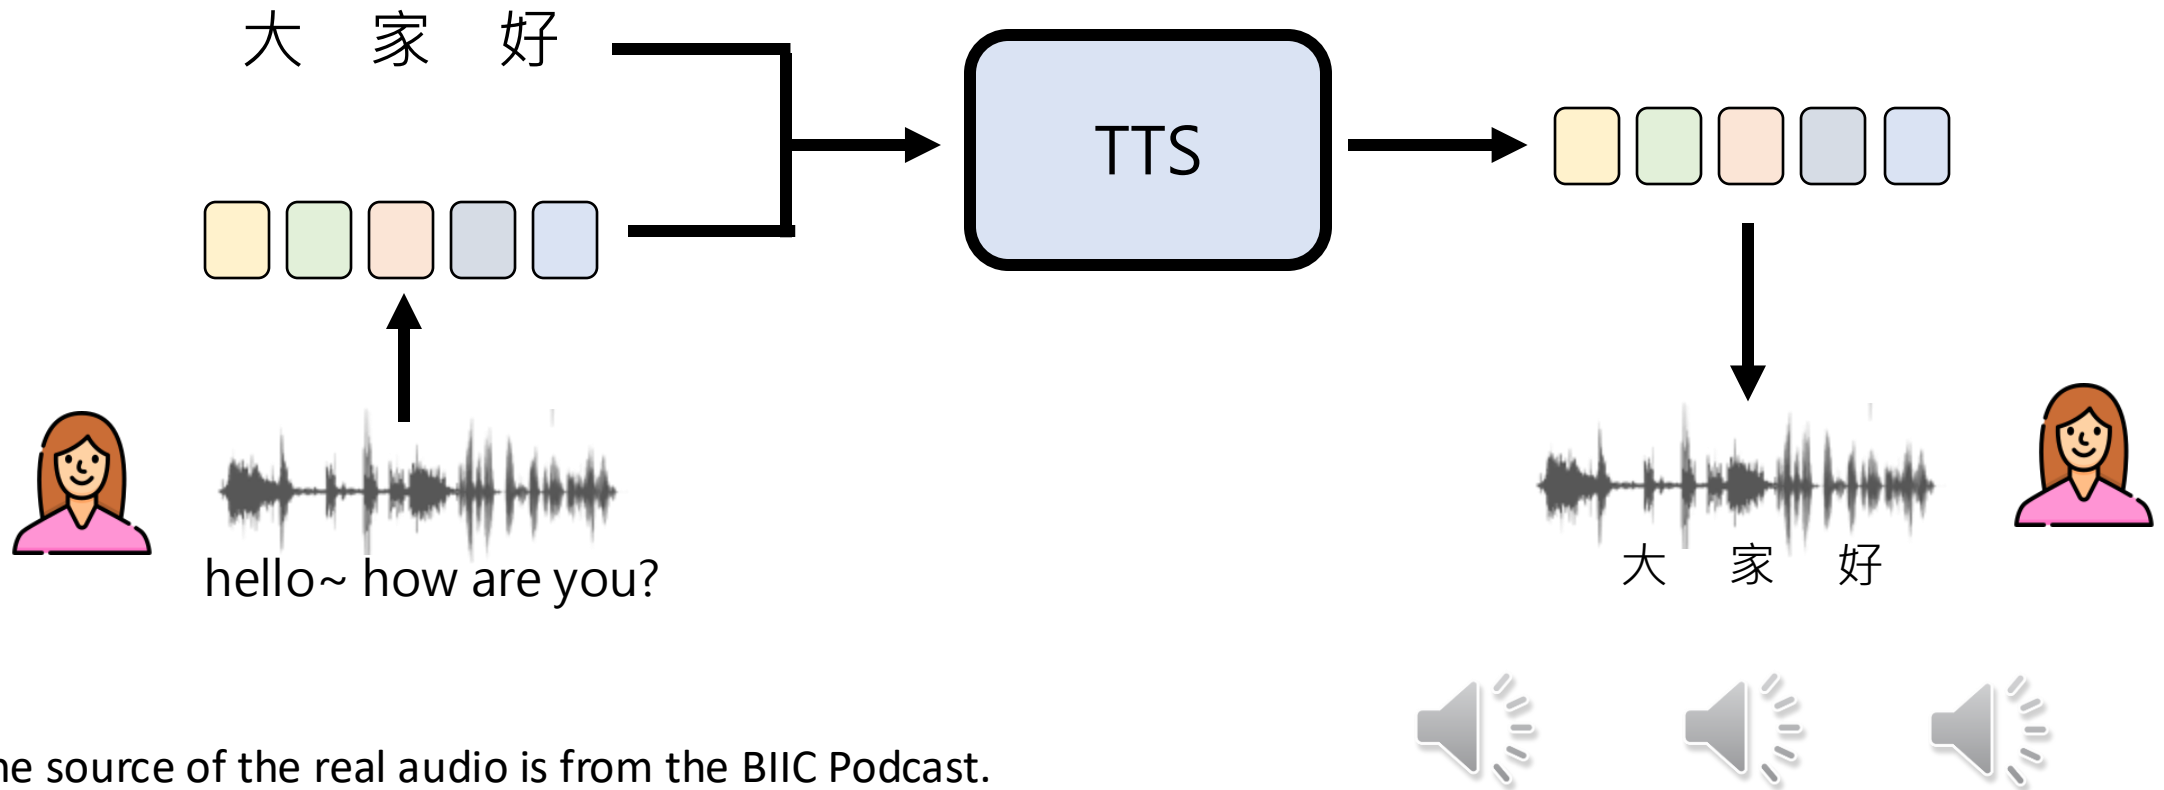 大 家 好
TTS
hello~ how are you?
大 家 好
he source of the real audio is from the BIIC Podcast.